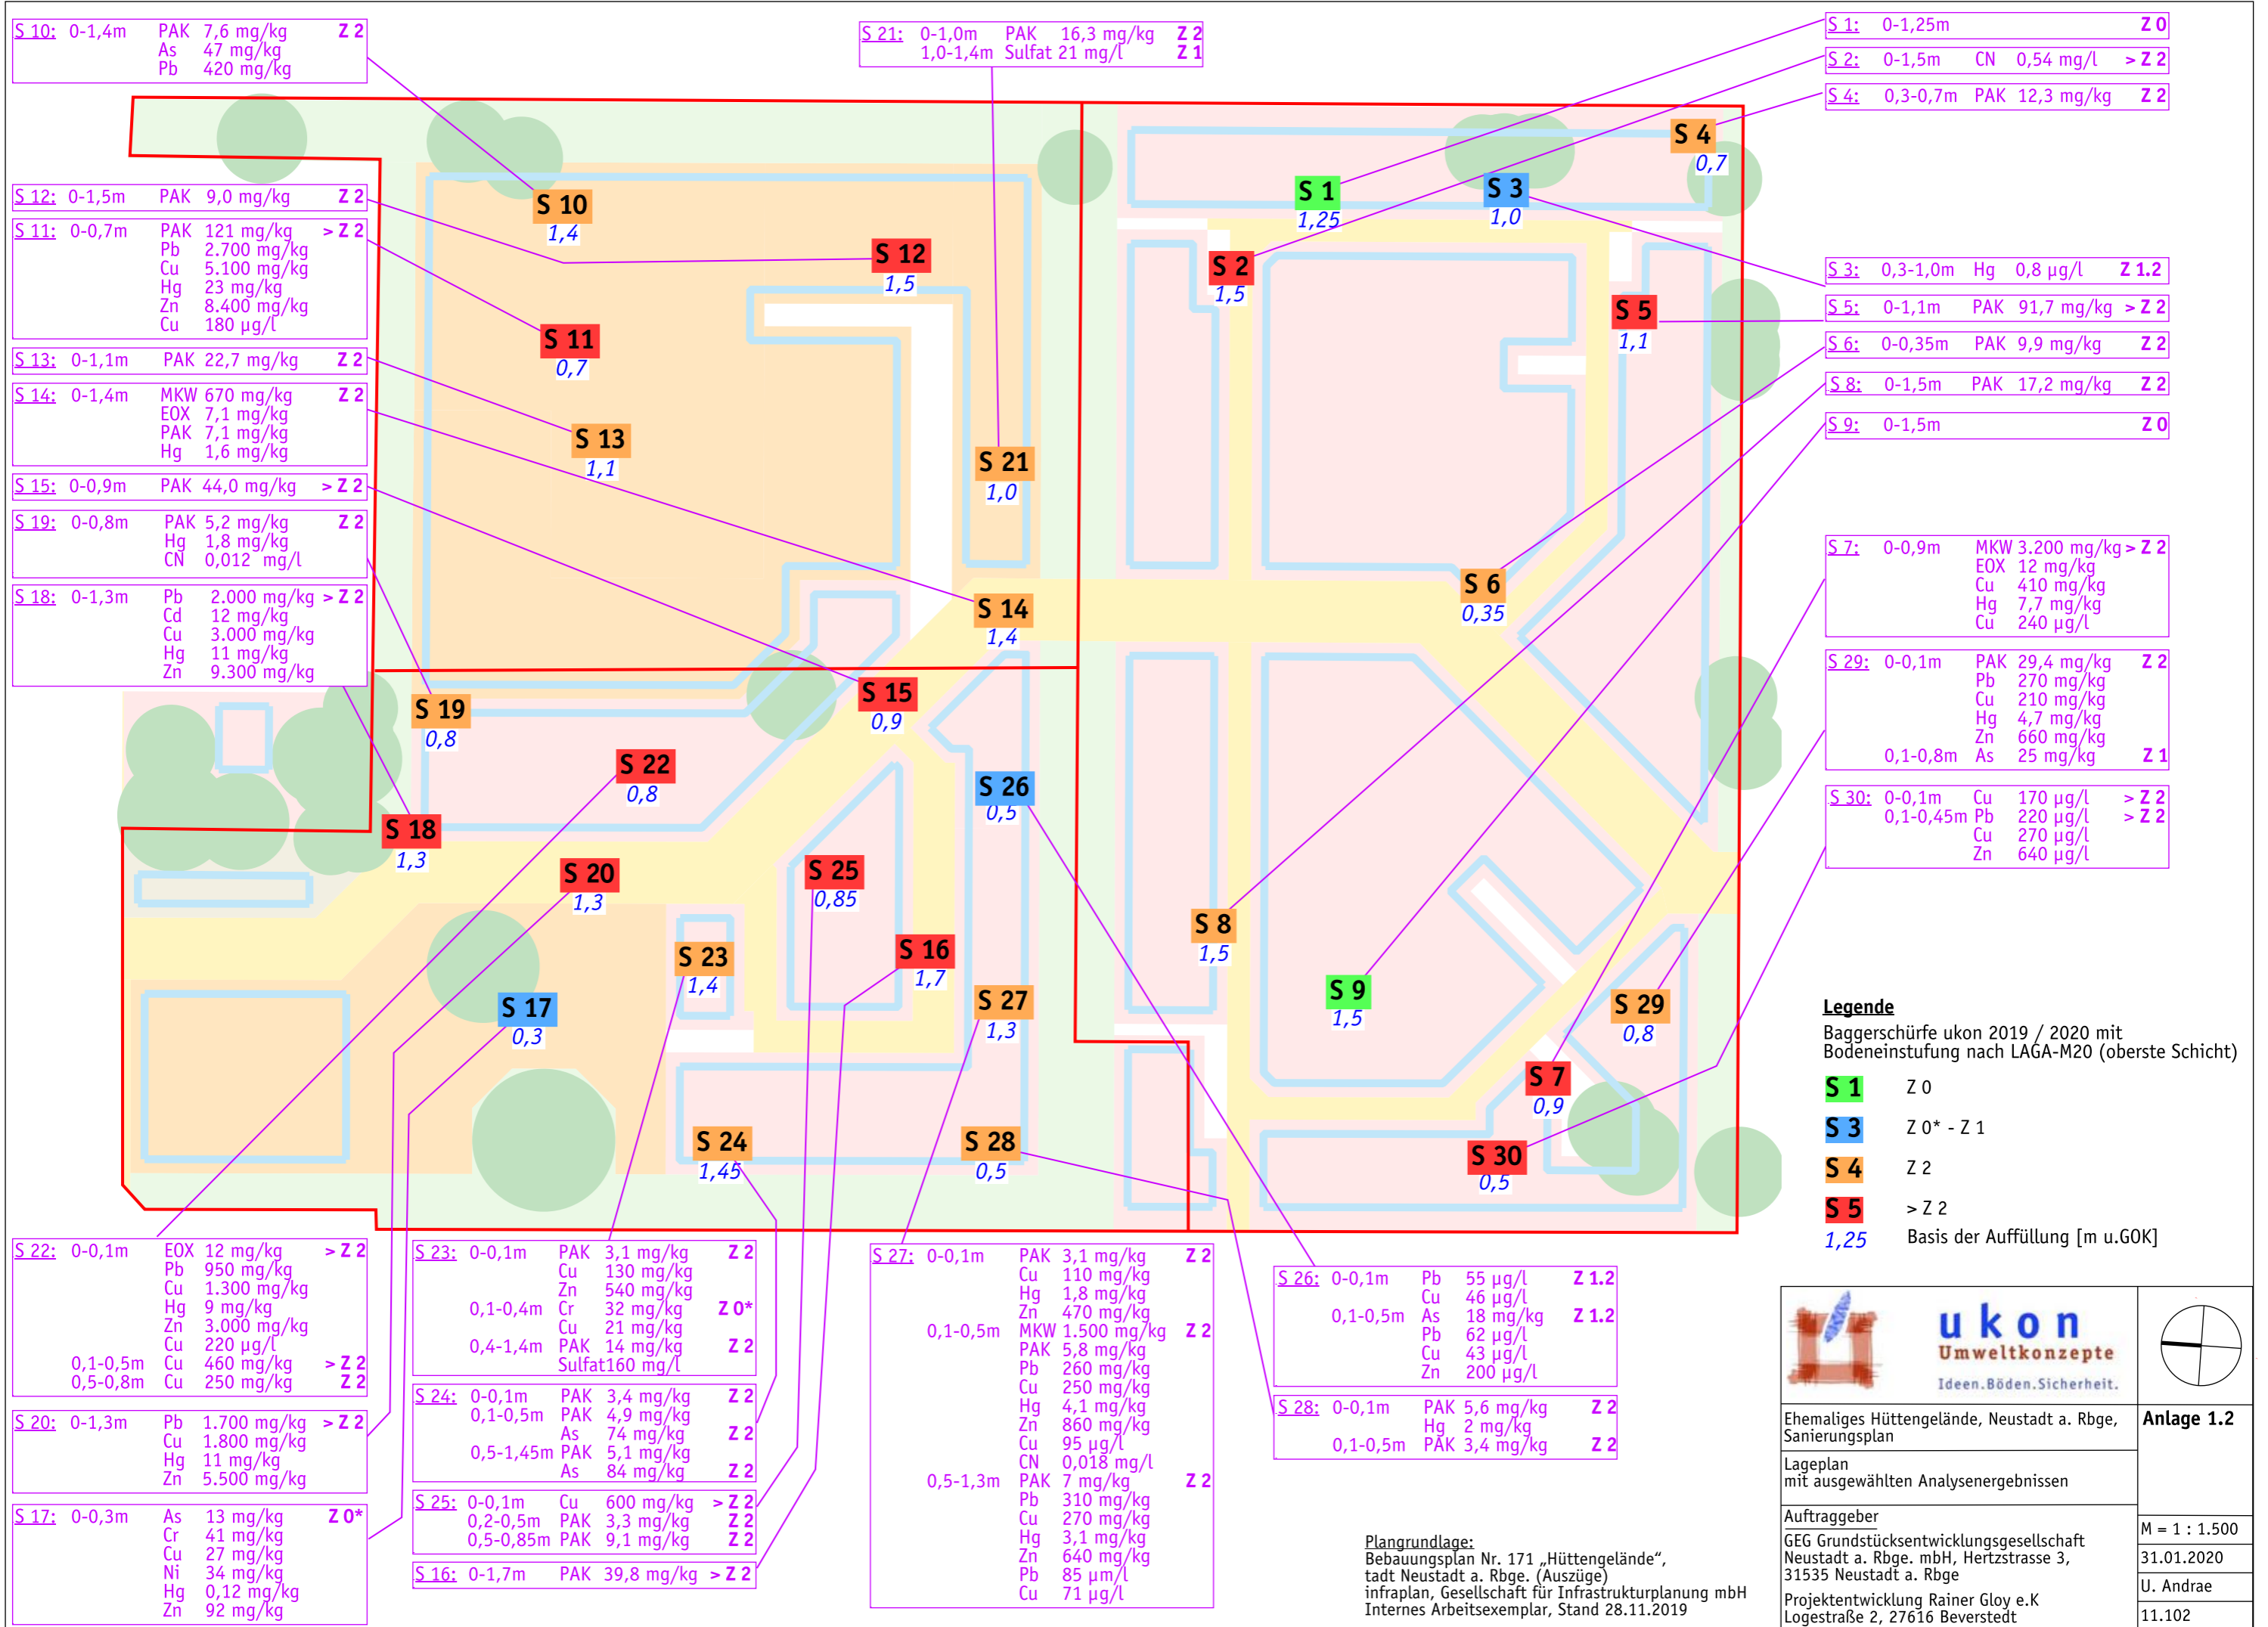 S 10: 0-1,4m PAK 7,6 mg/kg Z 2
As 47 mg/kg
Pb 420 mg/kg
S 12: 0-1,5m PAK 9,0 mg/kg Z 2
S 11: 0-0,7m PAK 121 mg/kg > Z 2
Pb 2.700 mg/kg
Cu 5.100 mg/kg
Hg 23 mg/kg
Zn 8.400 mg/kg
Cu 180 µg/l
S 13: 0-1,1m PAK 22,7 mg/kg Z 2
S 14: 0-1,4m MKW 670 mg/kg Z 2
EOX 7,1 mg/kg
PAK 7,1 mg/kg
Hg 1,6 mg/kg
S 15: 0-0,9m PAK 44,0 mg/kg > Z 2
S 19: 0-0,8m PAK 5,2 mg/kg Z 2
Hg 1,8 mg/kg
CN 0,012 mg/l
S 18: 0-1,3m Pb 2.000 mg/kg > Z 2
Cd 12 mg/kg
Cu 3.000 mg/kg
Hg 11 mg/kg
Zn 9.300 mg/kg
S 21: 0-1,0m PAK 16,3 mg/kg Z 2
1,0-1,4m Sulfat 21 mg/l Z 1
S 1: 0-1,25m Z 0
S 2: 0-1,5m CN 0,54 mg/l > Z 2
S 4: 0,3-0,7m PAK 12,3 mg/kg Z 2
S 3: 0,3-1,0m Hg 0,8 µg/l Z 1.2
S 5: 0-1,1m PAK 91,7 mg/kg > Z 2
S 6: 0-0,35m PAK 9,9 mg/kg Z 2
S 8: 0-1,5m PAK 17,2 mg/kg Z 2
S 9: 0-1,5m Z 0
S 7: 0-0,9m MKW 3.200 mg/kg > Z 2
EOX 12 mg/kg
Cu 410 mg/kg
Hg 7,7 mg/kg
Cu 240 µg/l
S 29: 0-0,1m PAK 29,4 mg/kg Z 2
Pb 270 mg/kg
Cu 210 mg/kg
Hg 4,7 mg/kg
Zn 660 mg/kg
0,1-0,8m As 25 mg/kg Z 1
S 30: 0-0,1m Cu 170 µg/l > Z 2
0,1-0,45m Pb 220 µg/l > Z 2
Cu 270 µg/l
Zn 640 µg/l
S 4
0,7
S 1
1,25
S 3
1,0
S 10
1,4
S 12
1,5
S 2
1,5
S 5
1,1
S 11
0,7
S 13
1,1
S 21
1,0
S 14
1,4
S 6
0,35
S 15
0,9
S 19
0,8
S 22
0,8
S 26
0,5
S 18
1,3
S 20
1,3
S 25
0,85
S 8
1,5
S 16
1,7
S 23
1,4
S 9
1,5
S 17
0,3
S 27
1,3
S 29
0,8
S 7
0,9
S 24
1,45
S 28
0,5
S 30
0,5
Legende
Baggerschürfe ukon 2019 / 2020 mit
Bodeneinstufung nach LAGA-M20 (oberste Schicht)
S 1 Z 0
S 3 Z 0* - Z 1
S 4 Z 2
S 5 > Z 2
1,25 Basis der Auffüllung [m u.GOK]
S 22: 0-0,1m EOX 12 mg/kg > Z 2
Pb 950 mg/kg
Cu 1.300 mg/kg
Hg 9 mg/kg
Zn 3.000 mg/kg
Cu 220 µg/l
0,1-0,5m Cu 460 mg/kg > Z 2
0,5-0,8m Cu 250 mg/kg Z 2
S 20: 0-1,3m Pb 1.700 mg/kg > Z 2
Cu 1.800 mg/kg
Hg 11 mg/kg
Zn 5.500 mg/kg
S 17: 0-0,3m As 13 mg/kg Z 0*
Cr 41 mg/kg
Cu 27 mg/kg
Ni 34 mg/kg
Hg 0,12 mg/kg
Zn 92 mg/kg
S 23: 0-0,1m PAK 3,1 mg/kg Z 2
Cu 130 mg/kg
Zn 540 mg/kg
0,1-0,4m Cr 32 mg/kg Z 0*
Cu 21 mg/kg
0,4-1,4m PAK 14 mg/kg Z 2
Sulfat160 mg/l
S 24: 0-0,1m PAK 3,4 mg/kg Z 2
0,1-0,5m PAK 4,9 mg/kg
As 74 mg/kg Z 2
0,5-1,45m PAK 5,1 mg/kg
As 84 mg/kg Z 2
S 25: 0-0,1m Cu 600 mg/kg > Z 2
0,2-0,5m PAK 3,3 mg/kg Z 2
0,5-0,85m PAK 9,1 mg/kg Z 2
S 16: 0-1,7m PAK 39,8 mg/kg > Z 2
S 27: 0-0,1m PAK 3,1 mg/kg Z 2
Cu 110 mg/kg
Hg 1,8 mg/kg
Zn 470 mg/kg
0,1-0,5m MKW 1.500 mg/kg Z 2
PAK 5,8 mg/kg
Pb 260 mg/kg
Cu 250 mg/kg
Hg 4,1 mg/kg
Zn 860 mg/kg
Cu 95 µg/l
CN 0,018 mg/l
0,5-1,3m PAK 7 mg/kg Z 2
Pb 310 mg/kg
Cu 270 mg/kg
Hg 3,1 mg/kg
Zn 640 mg/kg
Pb 85 µm/l
Cu 71 µg/l
S 26: 0-0,1m Pb 55 µg/l Z 1.2
Cu 46 µg/l
0,1-0,5m As 18 mg/kg Z 1.2
Pb 62 µg/l
Cu 43 µg/l
Zn 200 µg/l
S 28: 0-0,1m PAK 5,6 mg/kg Z 2
Hg 2 mg/kg
0,1-0,5m PAK 3,4 mg/kg Z 2
Plangrundlage:
Bebauungsplan Nr. 171 „Hüttengelände“,
tadt Neustadt a. Rbge. (Auszüge)
infraplan, Gesellschaft für Infrastrukturplanung mbH
Internes Arbeitsexemplar, Stand 28.11.2019
ukon
Umweltkonzepte
Ideen.Böden.Sicherheit.
Ehemaliges Hüttengelände, Neustadt a. Rbge,
Sanierungsplan
Anlage 1.2
Lageplan
mit ausgewählten Analysenergebnissen
Auftraggeber
GEG Grundstücksentwicklungsgesellschaft
Neustadt a. Rbge. mbH, Hertzstrasse 3,
31535 Neustadt a. Rbge
Projektentwicklung Rainer Gloy e.K
Logestraße 2, 27616 Beverstedt
M = 1 : 1.500
31.01.2020
U. Andrae
11.102